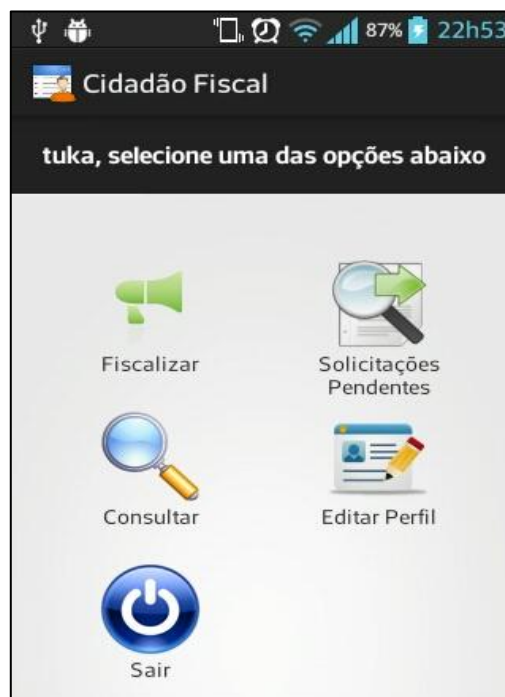 87% 22h53
Cidadão Fiscal
tuka, selecione uma das opções abaixo
Fiscalizar
Solicitações
Pendentes
Consultar
Editar Perfil
Sair